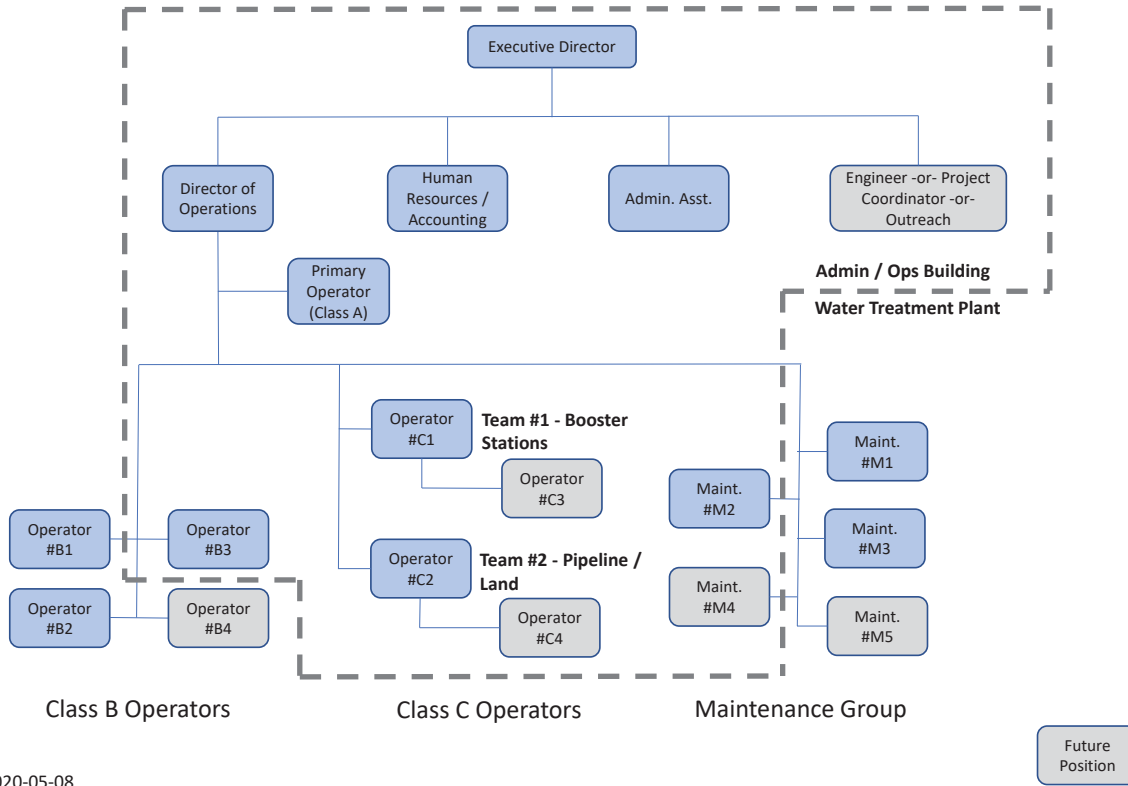 Executive Director
Director of
Operations
Human
Resources /
Accounting
Admin. Asst.
Engineer -or- Project
Coordinator -or-
Outreach
Primary
Operator
(Class A)
Admin / Ops Building
Water Treatment Plant
Operator
#C1
Team #1 - Booster
Stations
Operator
#C3
Maint.
#M1
Maint.
#M2
Operator
#B1
Operator
#B3
Operator
#C2
Team #2 - Pipeline /
Land
Maint.
#M3
Operator
#B2
Operator
#B4
Operator
#C4
Maint.
#M4
Maint.
#M5
Class B Operators
Class C Operators
Maintenance Group
Future
Position
020-05-08